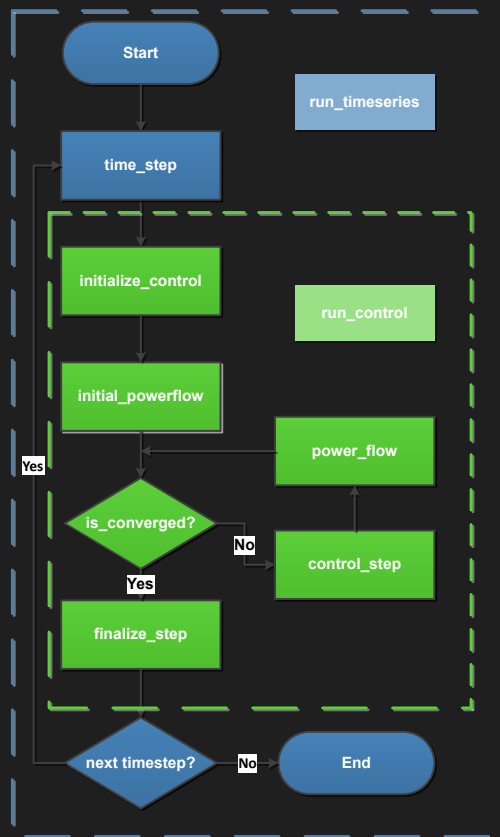 Start
run_timeseries
time_step
initialize_control
run_control
initial_powerflow
power_flow
Yes
is_converged?
No
control_step
Yes
finalize_step
next timestep?
No
End